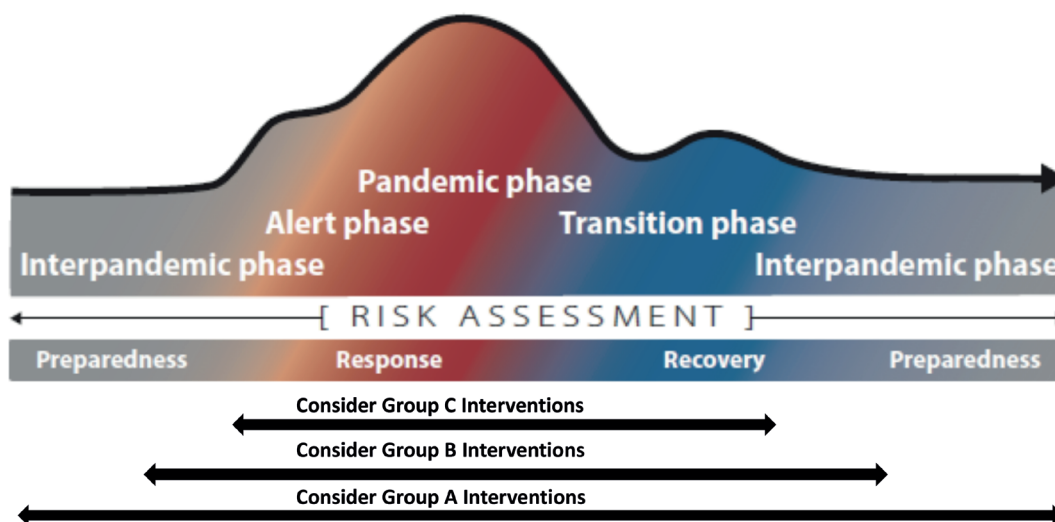 Pandemic phase
Alert phase Transition phase
Interpandemic phase Interpandemic phase
[ RISK ASSESSMENT ]
Preparedness Response Recovery Preparedness
Consider Group C Interventions
Consider Group B Interventions
Consider Group A Interventions